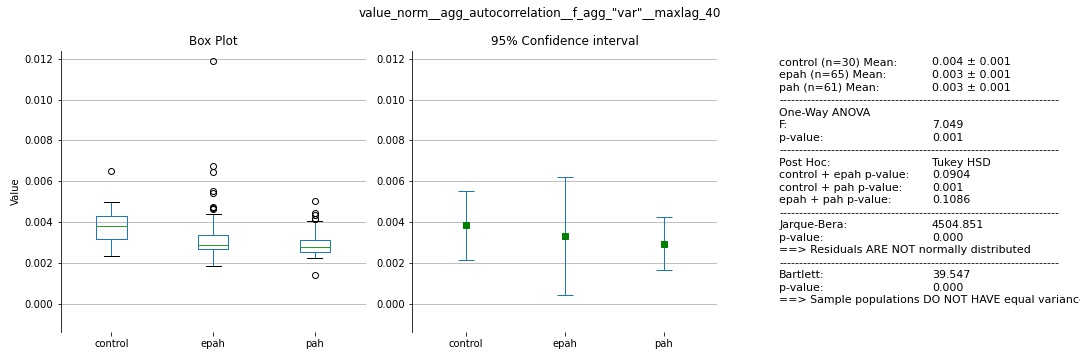 value_norm__agg_autocorrelation__f_agg_"var"__maxlag_40
Box Plot
Value
0.012
0.010
0.008
0.006
0.004
0.002
0.000
control epah pah
95% Confidence interval
0.012
0.010
0.008
0.006
0.004
0.002
0.000
control epah pah
control (n=30) Mean: 0.004 ± 0.001
epah (n=65) Mean: 0.003 ± 0.001
pah (n=61) Mean: 0.003 ± 0.001
One-Way ANOVA
F: 7.049
p-value: 0.001
Post Hoc: Tukey HSD
control + epah p-value: 0.0904
control + pah p-value: 0.001
epah + pah p-value: 0.1086
Jarque-Bera: 4504.851
p-value: 0.000
==> Residuals ARE NOT normally distributed
Bartlett: 39.547
p-value: 0.000
==> Sample populations DO NOT HAVE equal varianc